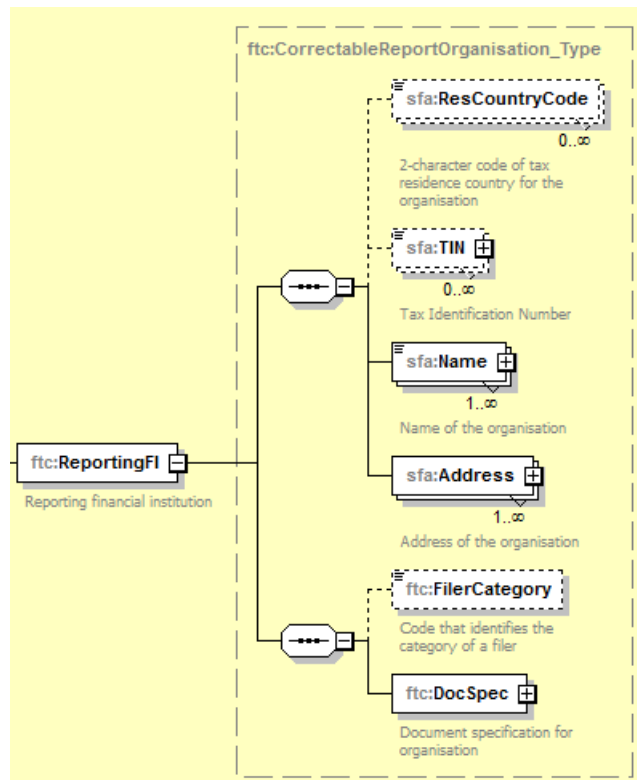 ftc:CorrectableReportOrganisation_Type
sfa:ResCountryCode
0..∞
2-character code of tax
residence country for the
organisation
sfa:TIN
0..∞
Tax Identification Number
sfa:Name
1..∞
Name of the organisation
ftc:ReportingFI
Reporting financial institution
sfa:Address
1..∞
Address of the organisation
ftc:FilerCategory
Code that identifies the
category of a filer
ftc:DocSpec
Document specification for
organisation